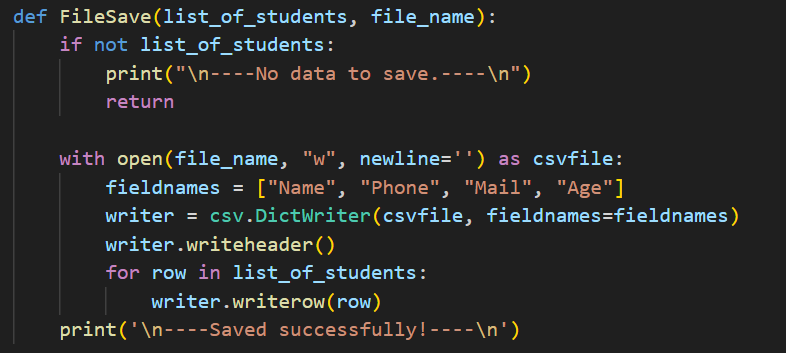 def FileSave(list_of_students, file_name):
    if not list_of_students:
        print("\n----No data to save.----\n")
        return

    with open(file_name, "w", newline='') as csvfile:
        fieldnames = ["Name", "Phone", "Mail", "Age"]
        writer = csv.DictWriter(csvfile, fieldnames=fieldnames)
        writer.writeheader()
        for row in list_of_students:
            writer.writerow(row)
    print('\n----Saved successfully!----\n')